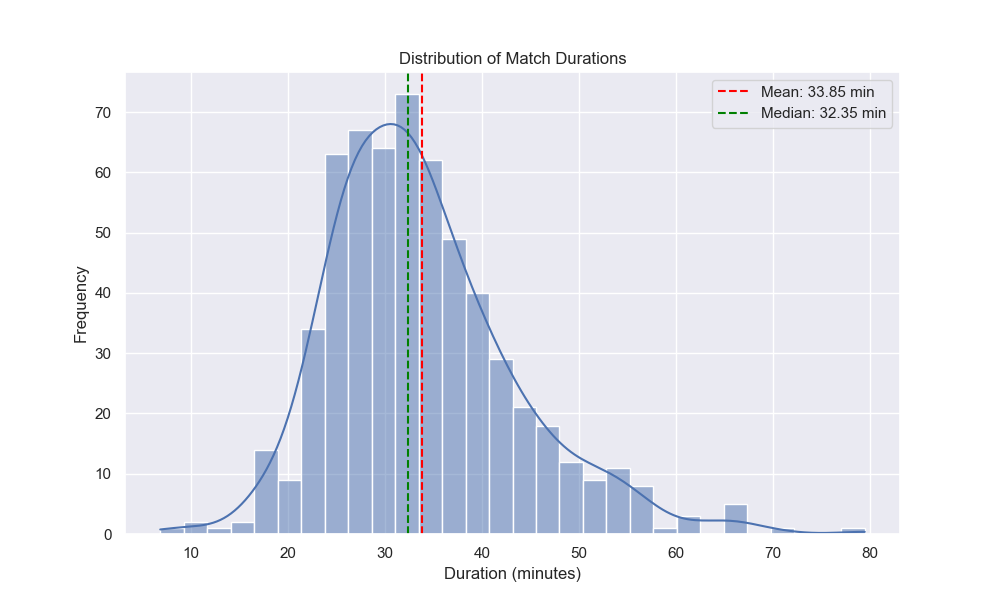 Distribution of Match Durations
Mean: 33.85 min
Median: 32.35 min
Frequency
70
60
50
40
30
20
10
0
10 20 30 40 50 60 70 80
Duration (minutes)